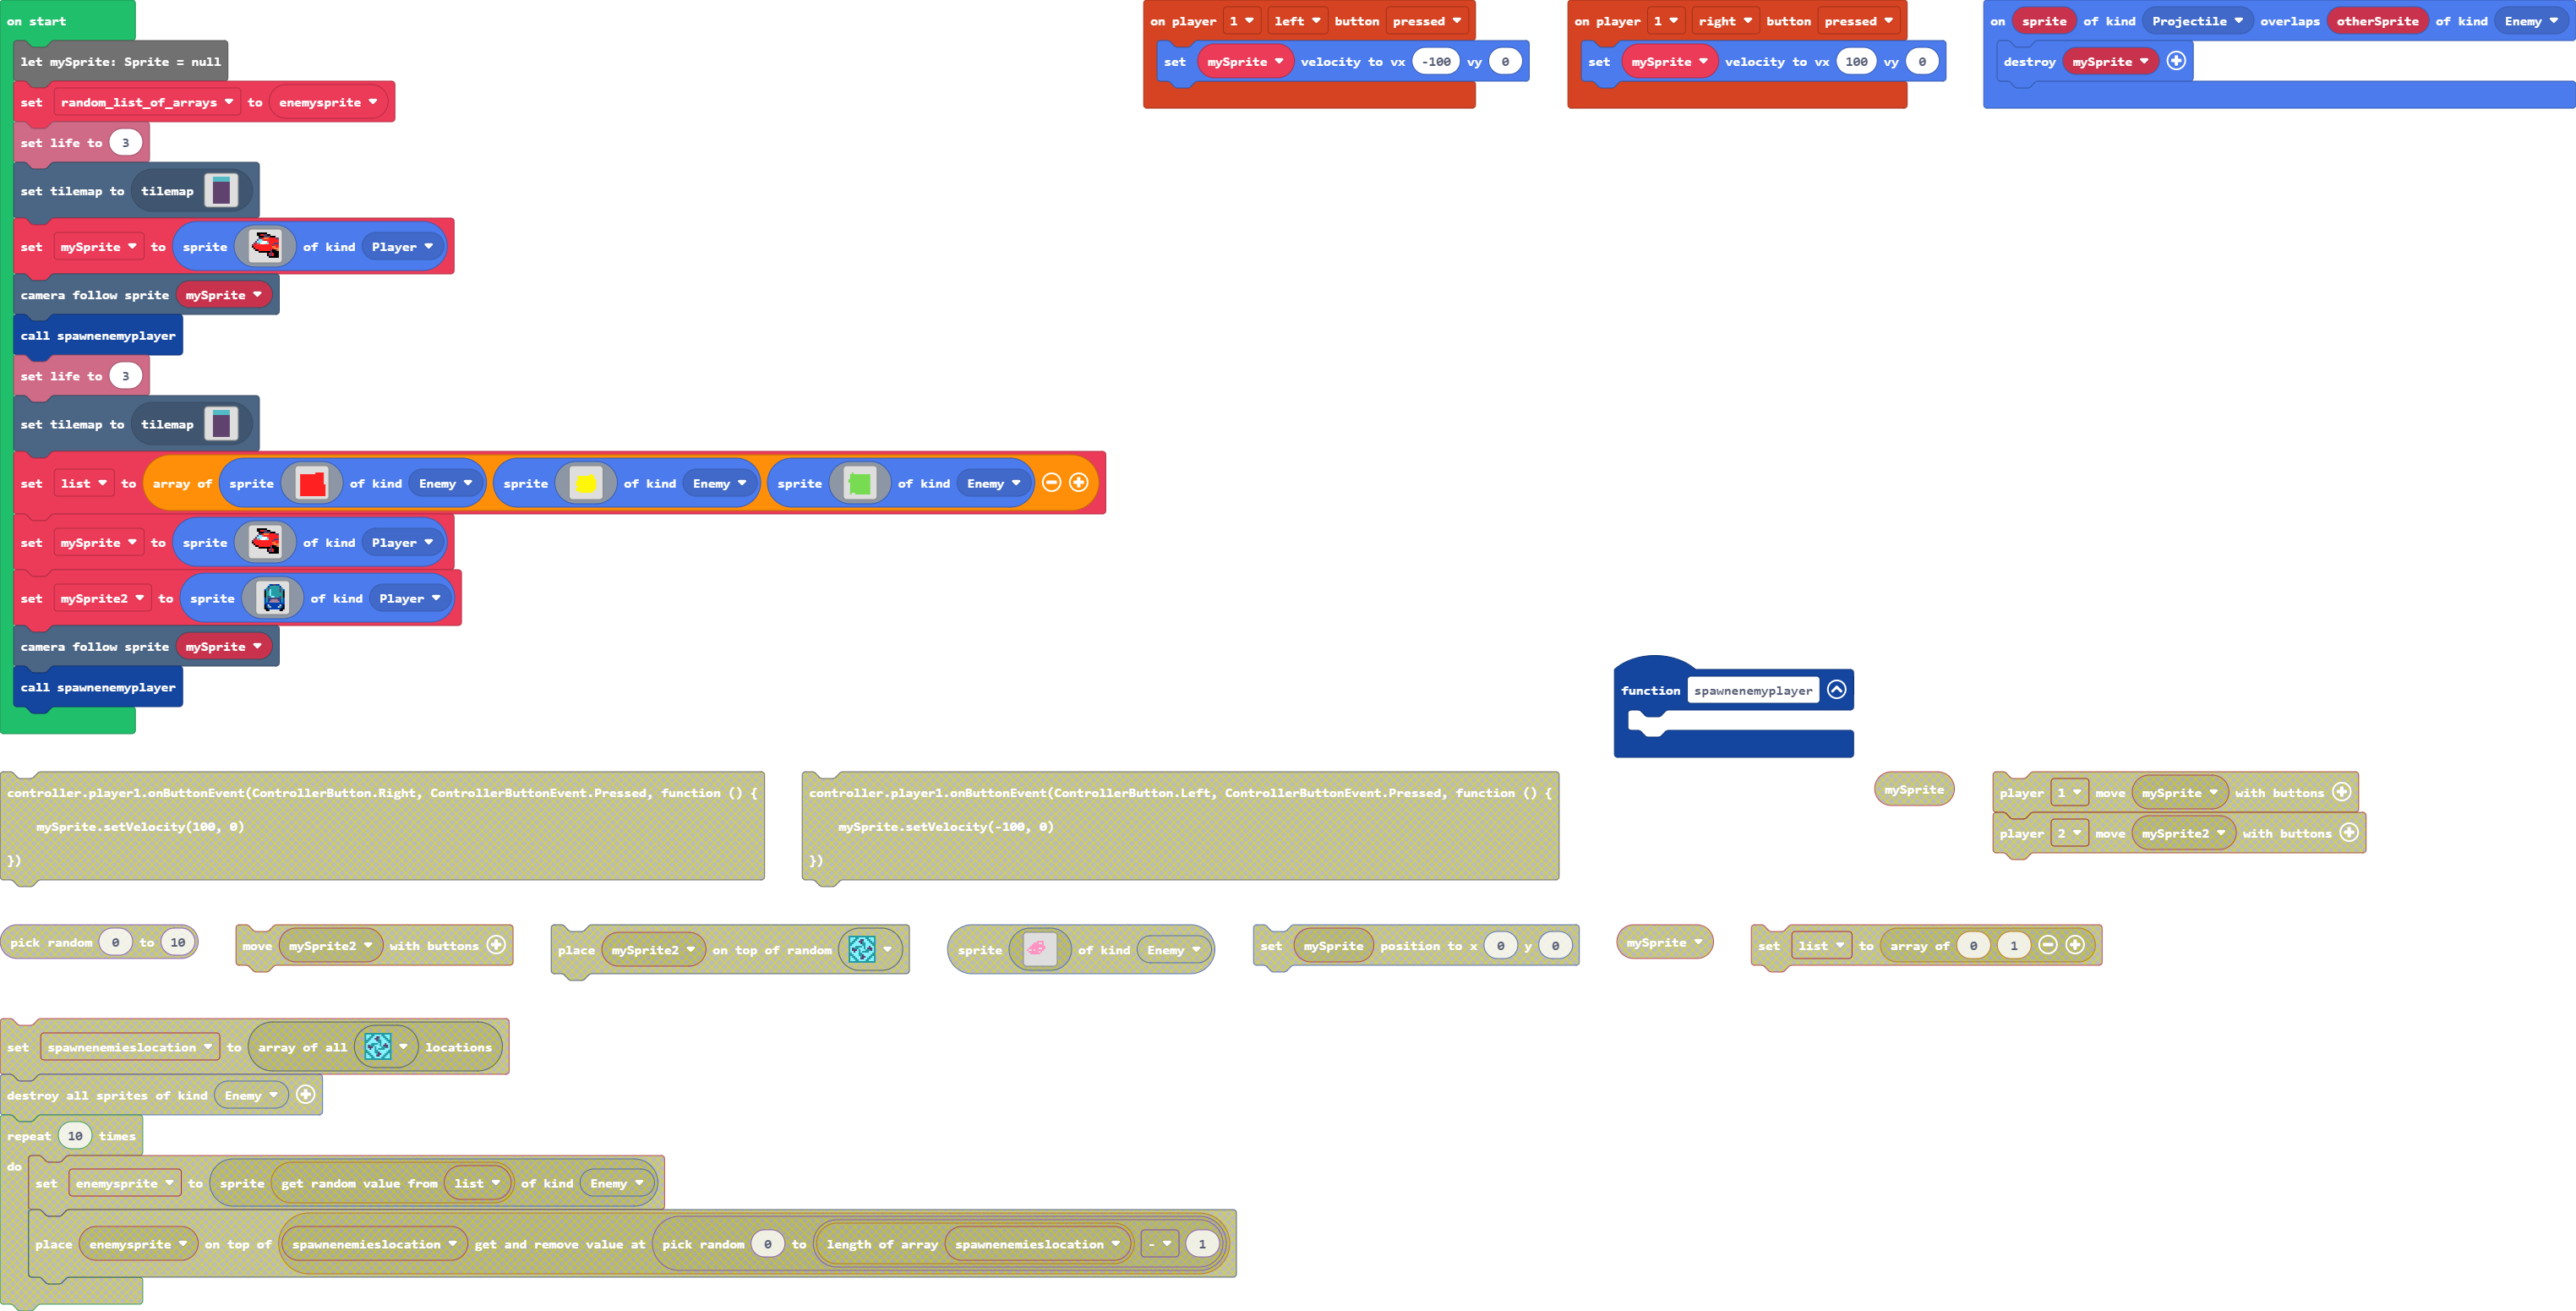 on start
let mySprite: Sprite = null
set random_list_of_arrays to enemysprite
set life to 3
set tilemap to tilemap
set mySprite to sprite of kind Player
camera follow sprite mySprite
call spawnenemyplayer
set life to 3
set tilemap to tilemap
set list to array of sprite of kind Enemy sprite of kind Enemy sprite of kind Enemy
set mySprite to sprite of kind Player
set mySprite2 to sprite of kind Player
camera follow sprite mySprite
call spawnenemyplayer
on player 1 left button pressed
set mySprite velocity to vx -100 vy 0
on player 1 right button pressed
set mySprite velocity to vx 100 vy 0
on sprite of kind Projectile overlaps otherSprite of kind Enemy
destroy mySprite
function spawnenemyplayer
controller.player1.onButtonEvent(ControllerButton.Right, ControllerButtonEvent.Pressed, function () {
mySprite.setVelocity(100, 0)
})
controller.player1.onButtonEvent(ControllerButton.Left, ControllerButtonEvent.Pressed, function () {
mySprite.setVelocity(-100, 0)
})
mySprite
player 1 move mySprite with buttons
player 2 move mySprite2 with buttons
pick random 0 to 10
move mySprite2 with buttons
place mySprite2 on top of random
sprite of kind Enemy
set mySprite position to x 0 y 0
mySprite
set list to array of 0 1
set spawnenemieslocation to array of all locations
destroy all sprites of kind Enemy
repeat 10 times
do
set enemysprite to sprite get random value from list of kind Enemy
place enemysprite on top of spawnenemieslocation get and remove value at pick random 0 to length of array spawnenemieslocation - 1